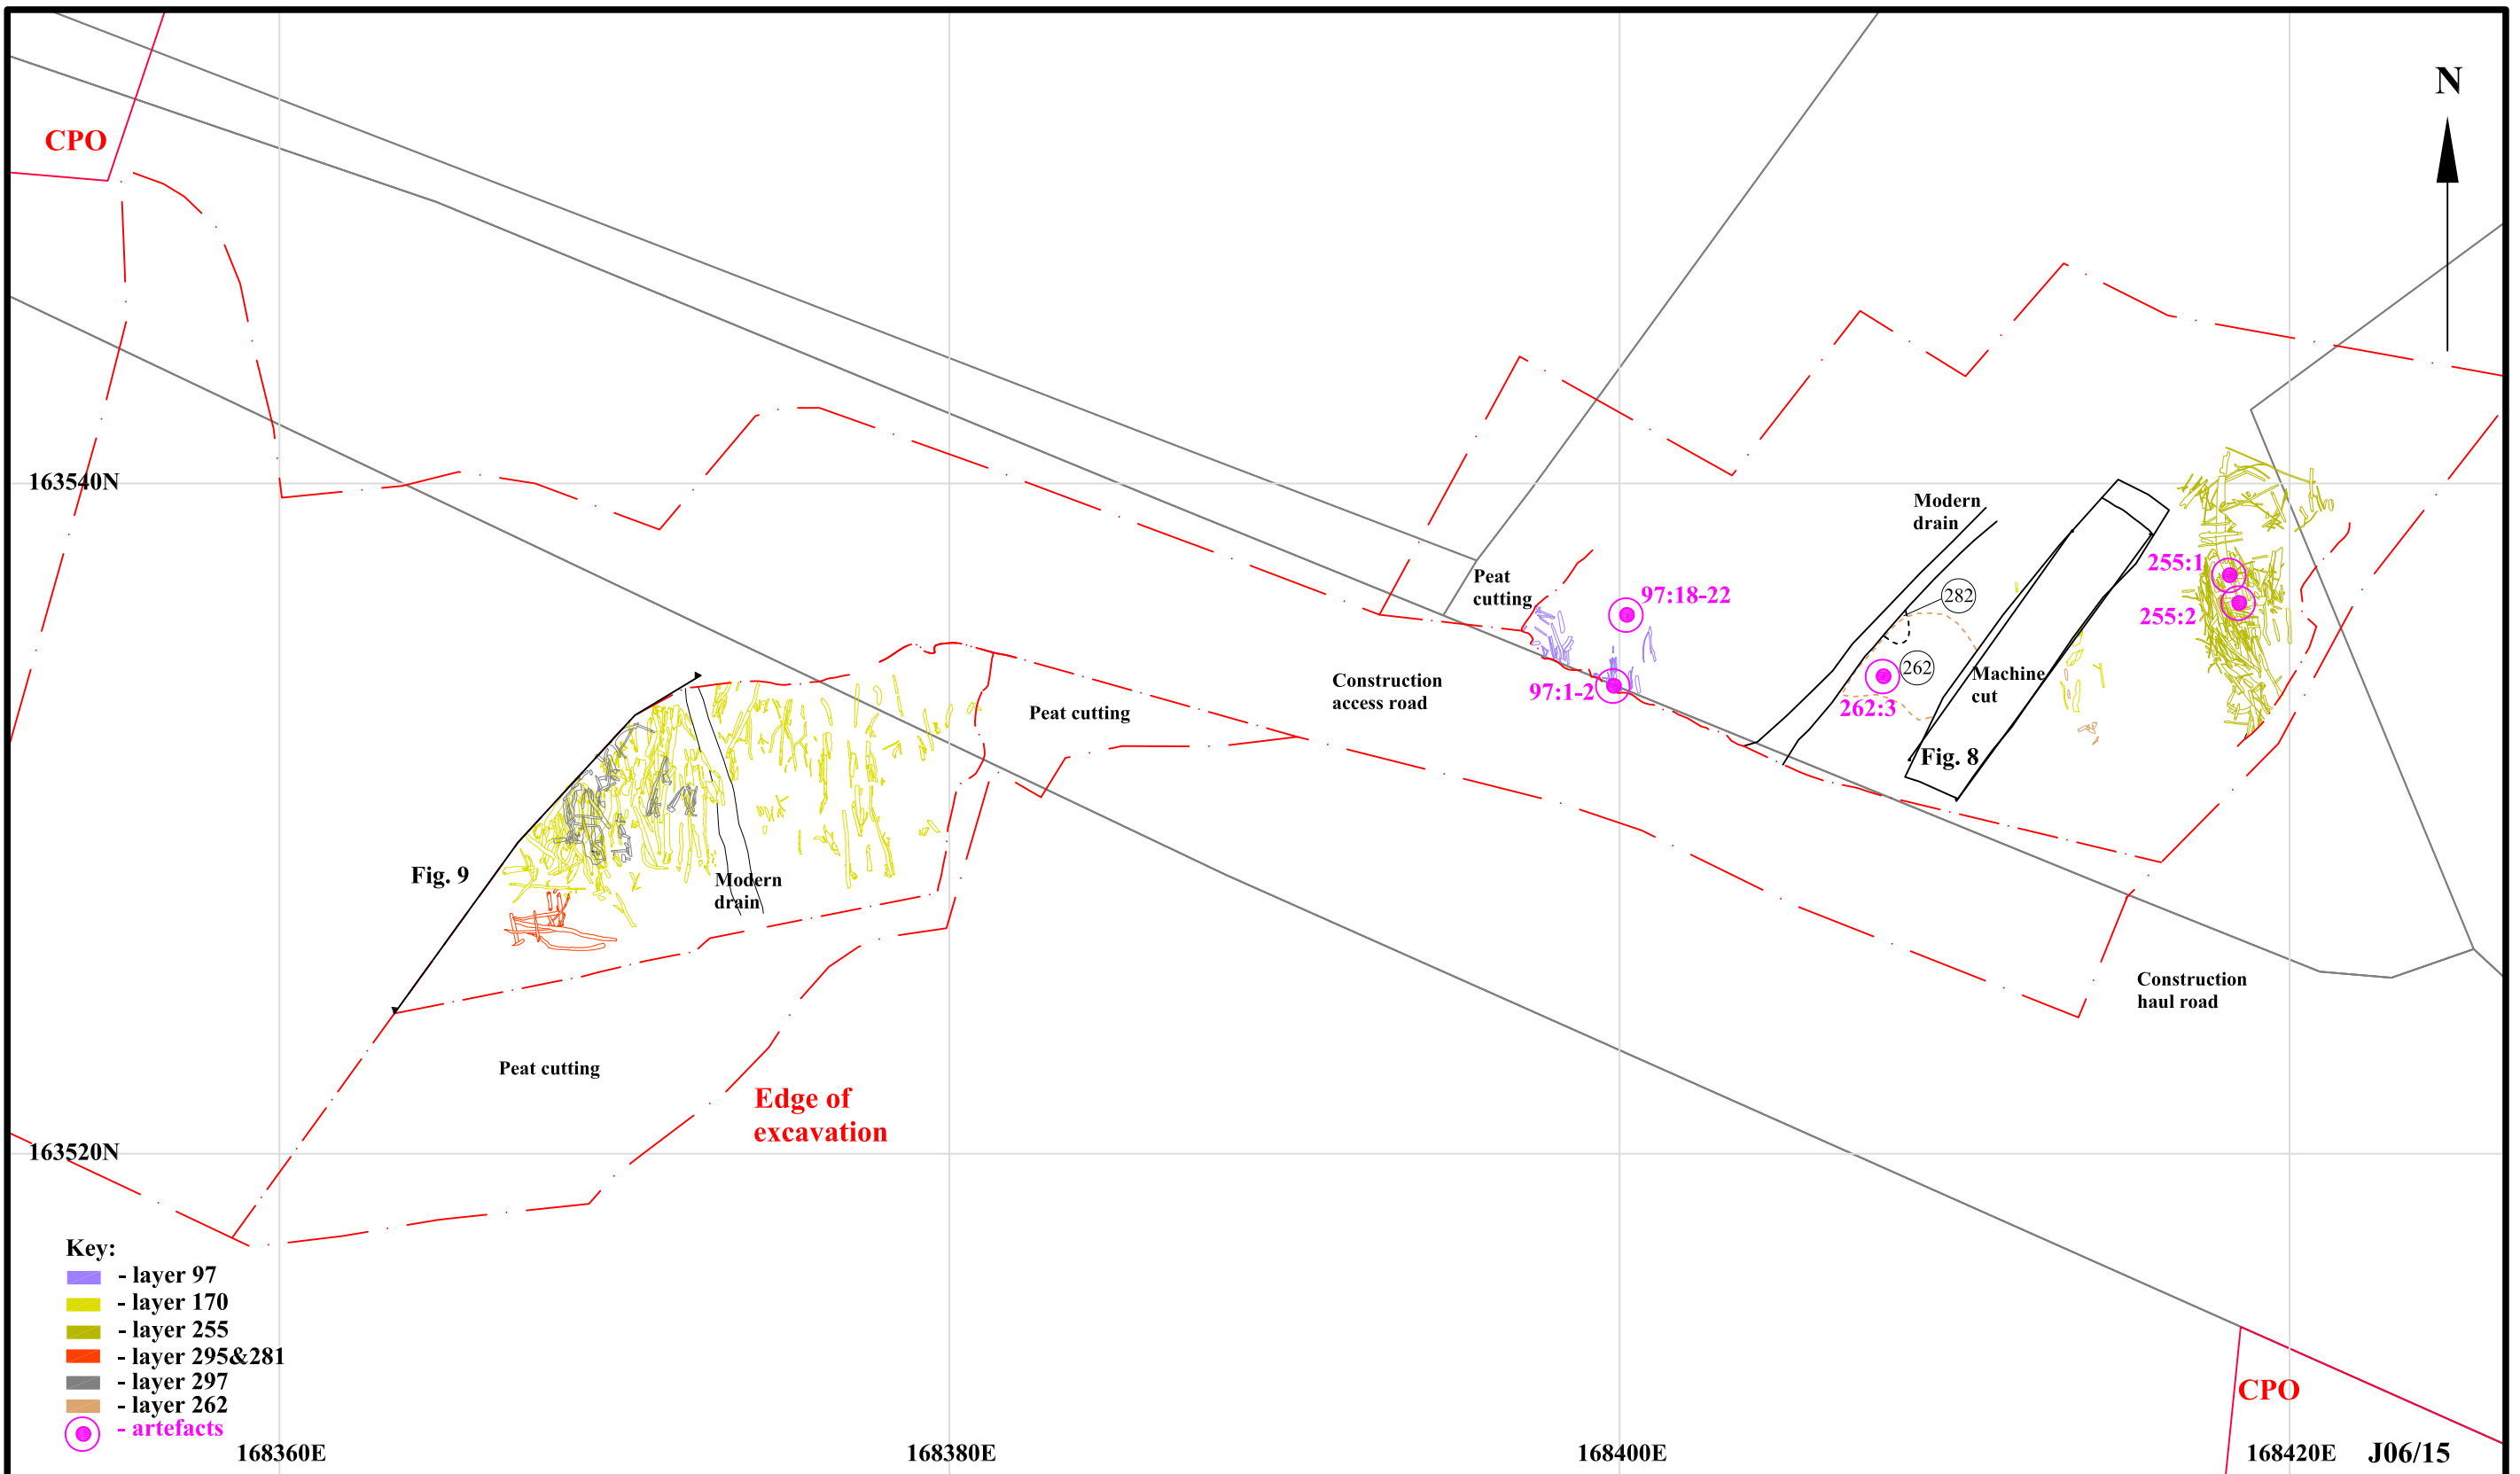 N
CPO
163540N
Modern
drain
255:1
Peat
cutting
97:18-22
282
255:2
262
Machine
cut
Construction
access road
97:1-2
262:3
Peat cutting
Fig. 8
Fig. 9
Modern
drain
Construction
haul road
Peat cutting
Edge of
excavation
163520N
Key:
- layer 97
- layer 170
- layer 255
- layer 295&281
- layer 297
- layer 262
- artefacts
CPO
168360E
168380E
168400E
168420E
J06/15